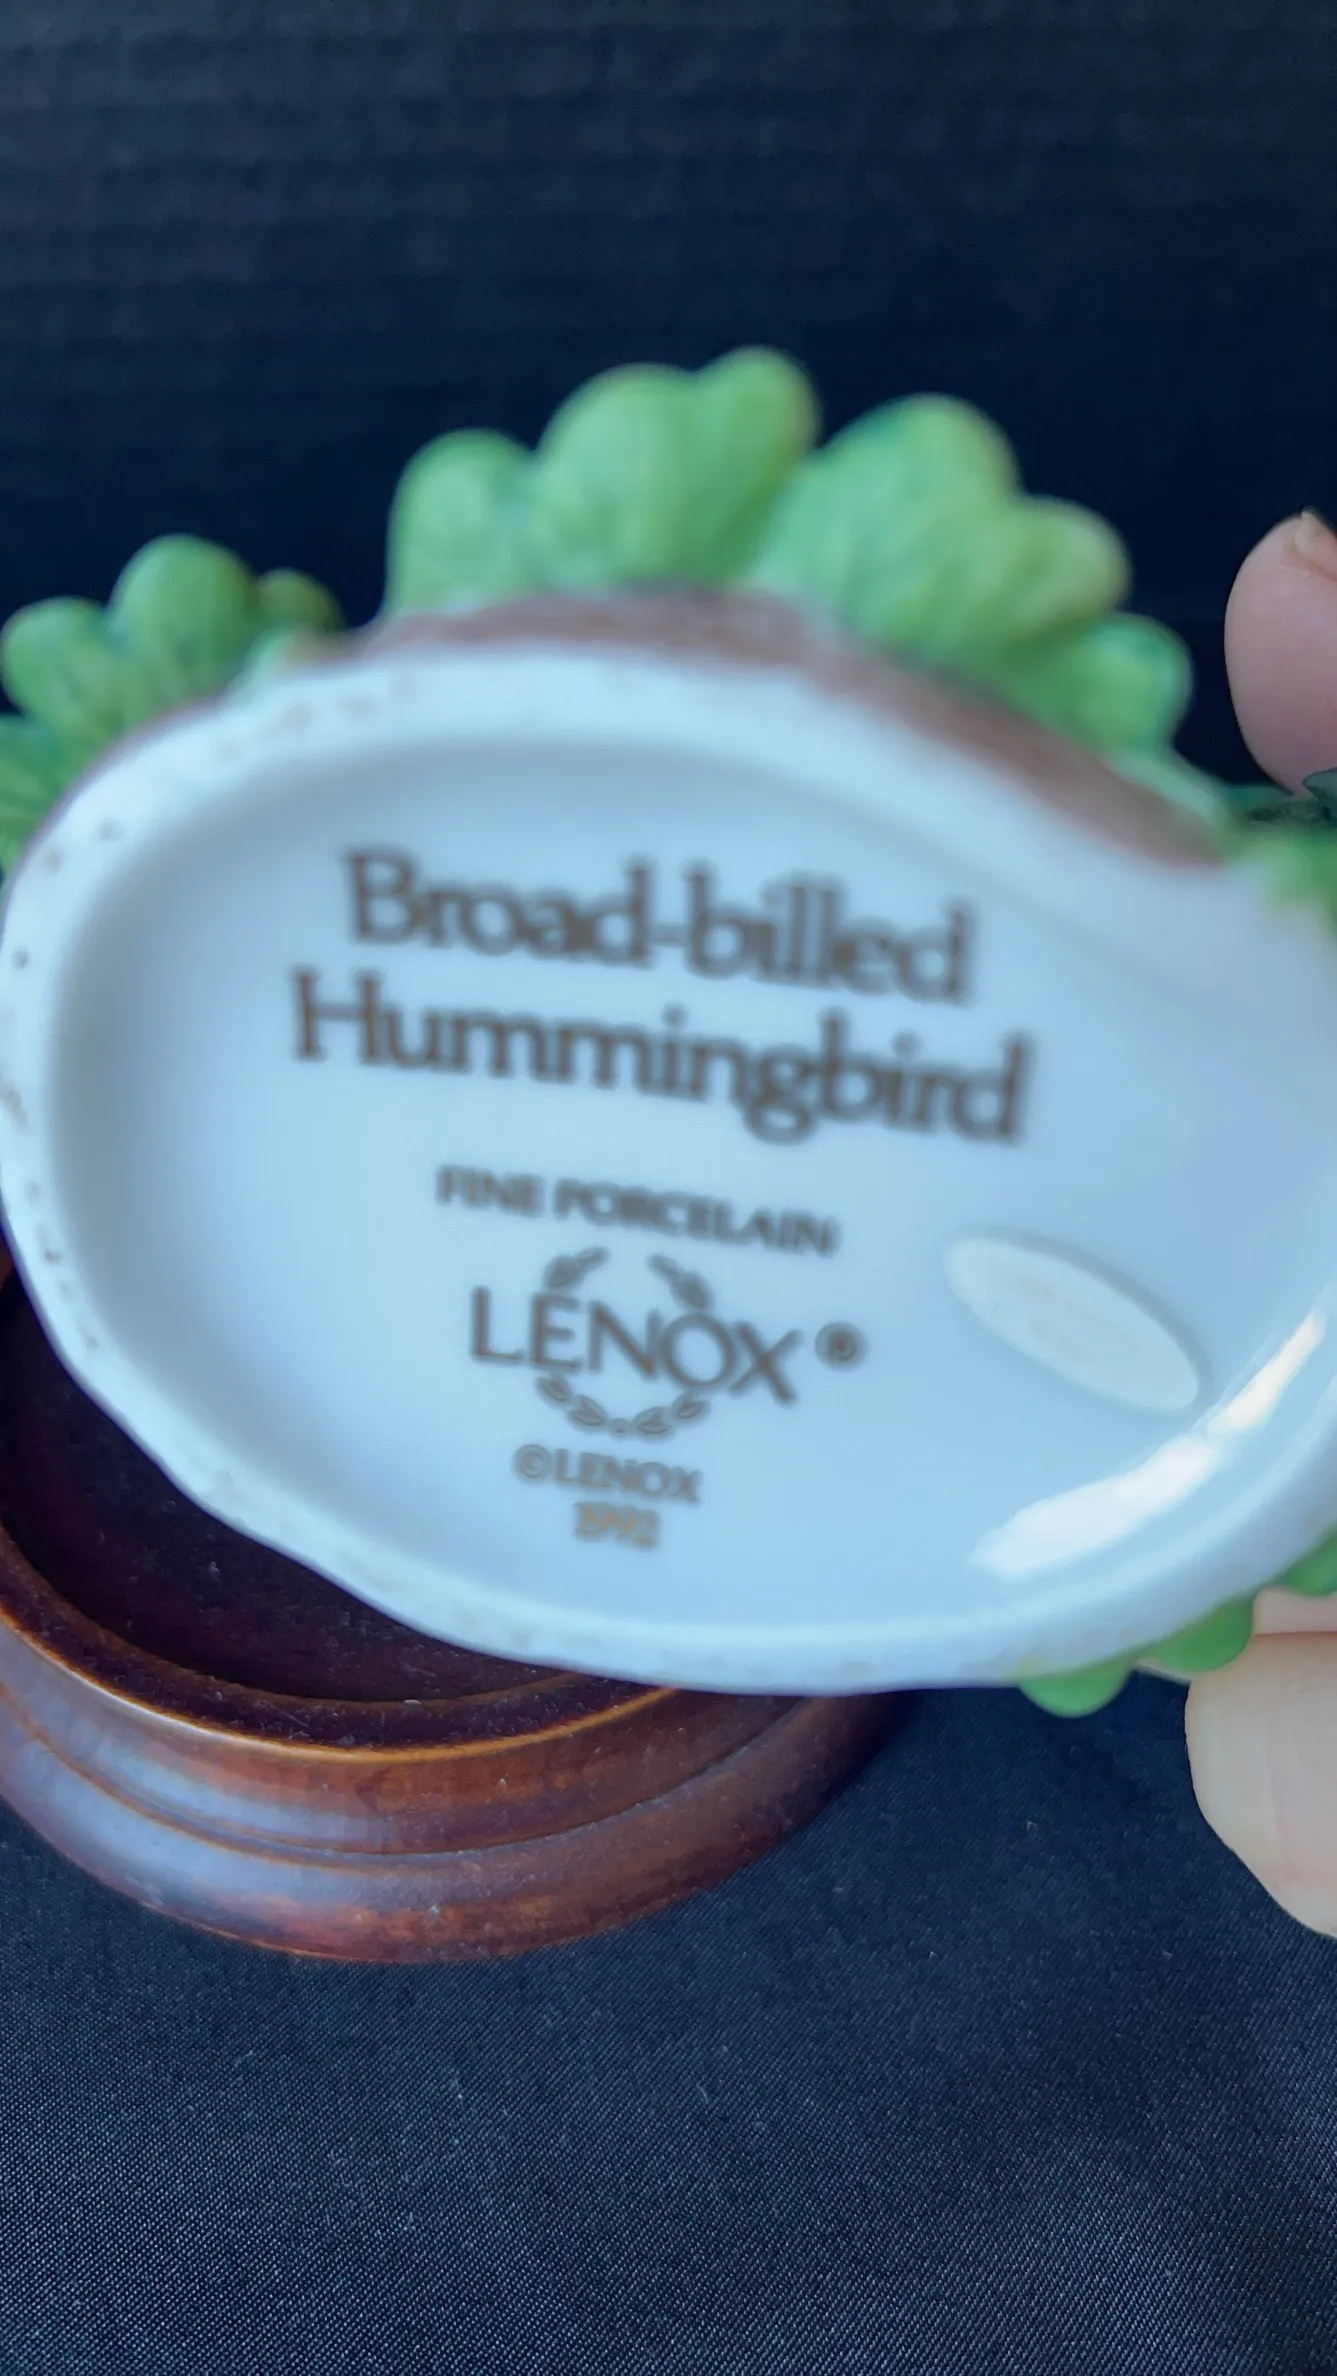 Broad-billed
Hummingbird
FINE PORCELAIN
LENOX ®
©LENOX
1992